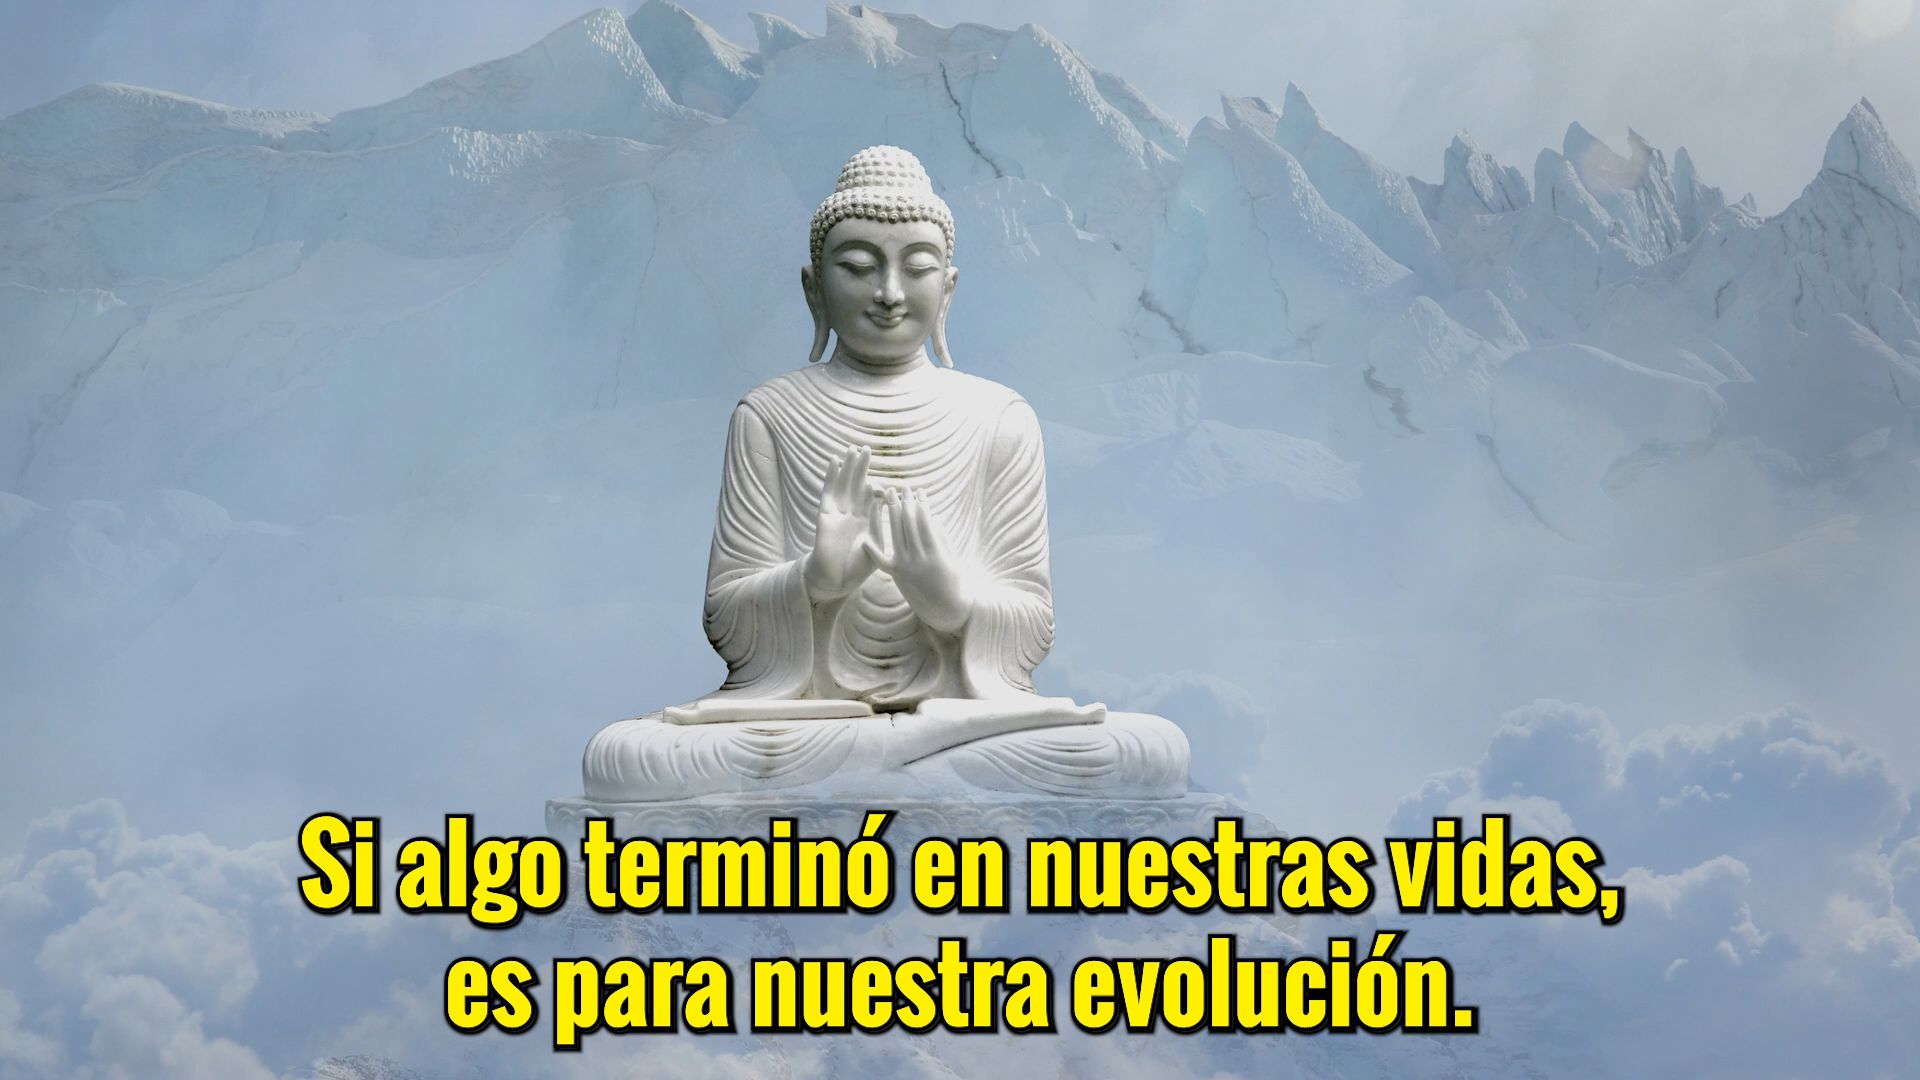 Si algo terminó en nuestras vidas,
es para nuestra evolución.